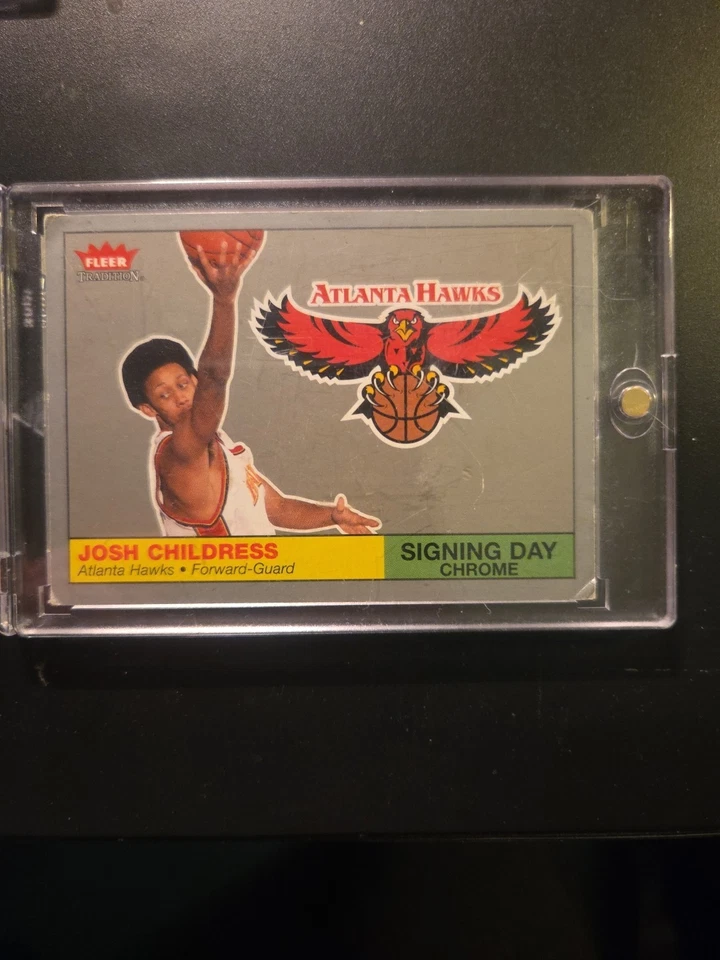 FLEER
TRADITION
ATLANTA HAWKS
JOSH CHILDRESS
Atlanta Hawks • Forward-Guard
SIGNING DAY
CHROME